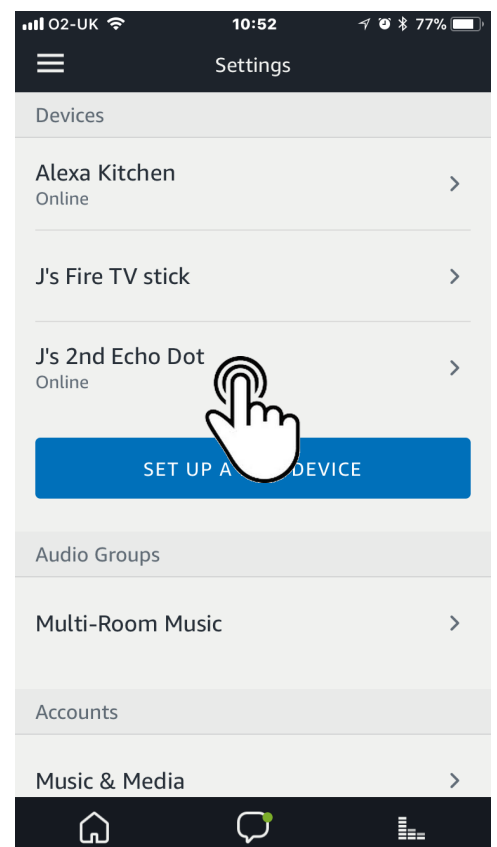 O2-UK 10:52 77%
Settings
Devices
Alexa Kitchen
Online
J's Fire TV stick
J's 2nd Echo Dot
Online
SET UP A DEVICE
Audio Groups
Multi-Room Music
Accounts
Music & Media